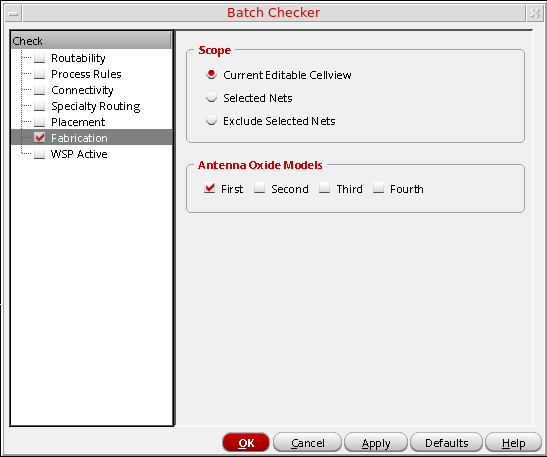 Batch Checker
Check
Routability
Process Rules
Connectivity
Specialty Routing
Placement
Fabrication
WSP Active
Scope
Current Editable Cellview
Selected Nets
Exclude Selected Nets
Antenna Oxide Models
First Second Third Fourth
OK Cancel Apply Defaults Help